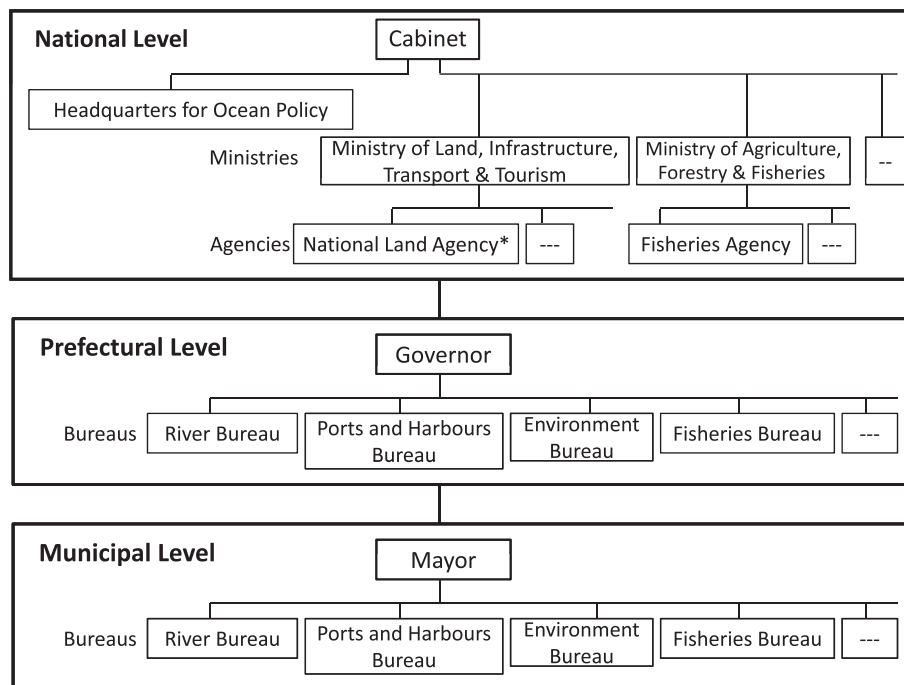 National Level
Cabinet
Headquarters for Ocean Policy
Ministries
Ministry of Land, Infrastructure,
Transport & Tourism
Ministry of Agriculture,
Forestry & Fisheries
--
Agencies
National Land Agency*
---
Fisheries Agency
---
Prefectural Level
Governor
Bureaus
River Bureau
Ports and Harbours
Bureau
Environment
Bureau
Fisheries Bureau
---
Municipal Level
Mayor
Bureaus
River Bureau
Ports and Harbours
Bureau
Environment
Bureau
Fisheries Bureau
---